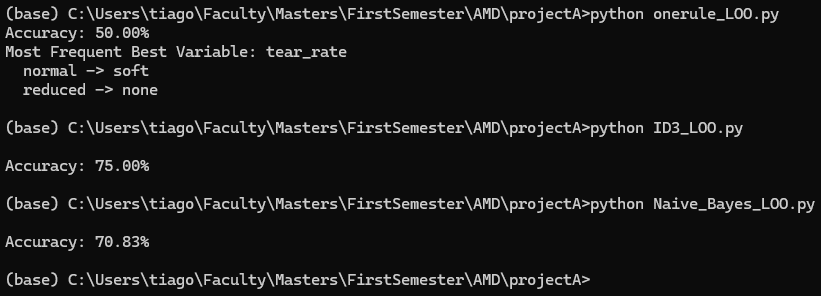 (base) C:\Users\tiago\Faculty\Masters\FirstSemester\AMD\projectA>python onerule_LOO.py
Accuracy: 50.00%
Most Frequent Best Variable: tear_rate
  normal -> soft
  reduced -> none
(base) C:\Users\tiago\Faculty\Masters\FirstSemester\AMD\projectA>python ID3_LOO.py
Accuracy: 75.00%
(base) C:\Users\tiago\Faculty\Masters\FirstSemester\AMD\projectA>python Naive_Bayes_LOO.py
Accuracy: 70.83%
(base) C:\Users\tiago\Faculty\Masters\FirstSemester\AMD\projectA>